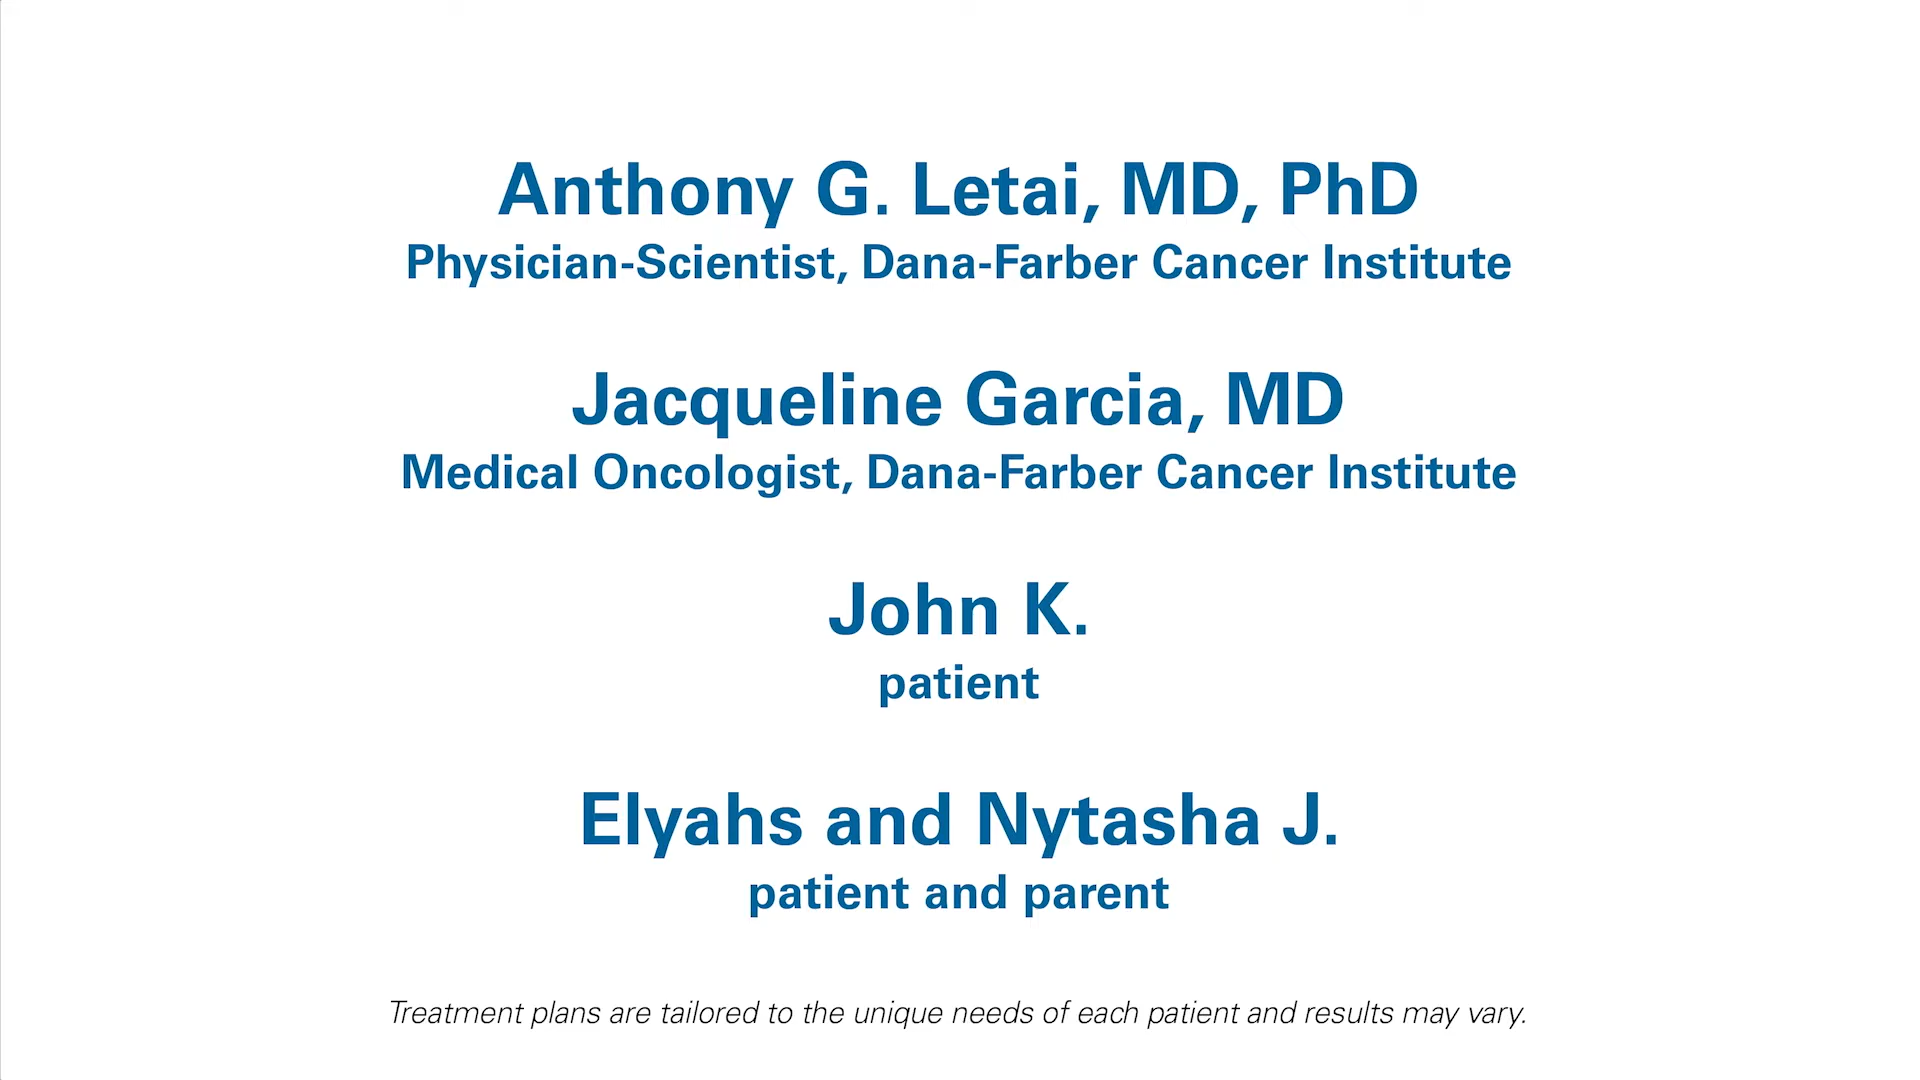 Anthony G. Letai, MD, PhD
Physician-Scientist, Dana-Farber Cancer Institute
Jacqueline Garcia, MD
Medical Oncologist, Dana-Farber Cancer Institute
John K.
patient
Elyahs and Nytasha J.
patient and parent
Treatment plans are tailored to the unique needs of each patient and results may vary.